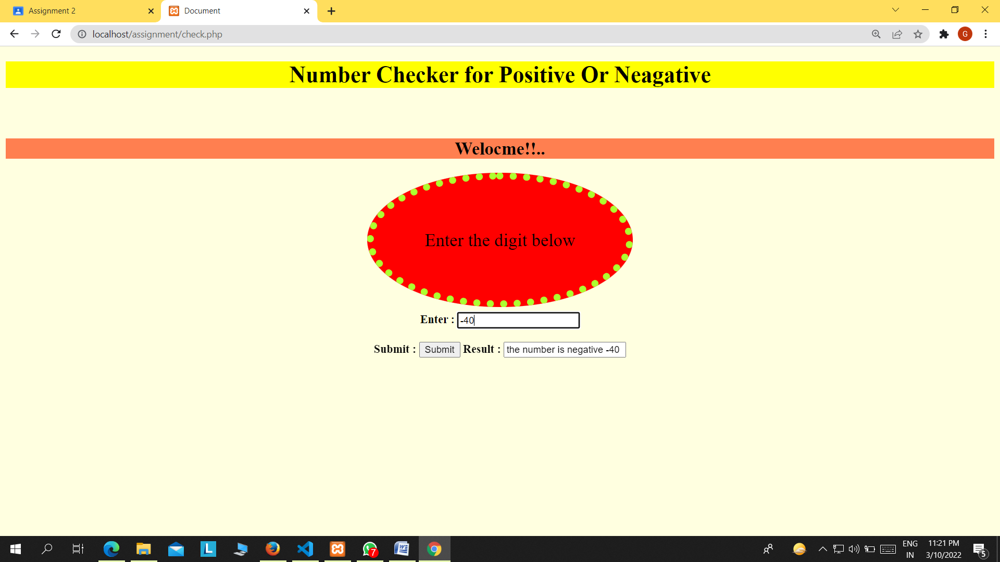 Assignment 2
Document
localhost/assignment/check.php
G
Number Checker for Positive Or Neagative
Welocme!!..
Enter the digit below
Enter : -40
Submit : Submit Result : the number is negative -40
L
7
W
ENG
IN
11:21 PM
3/10/2022
5